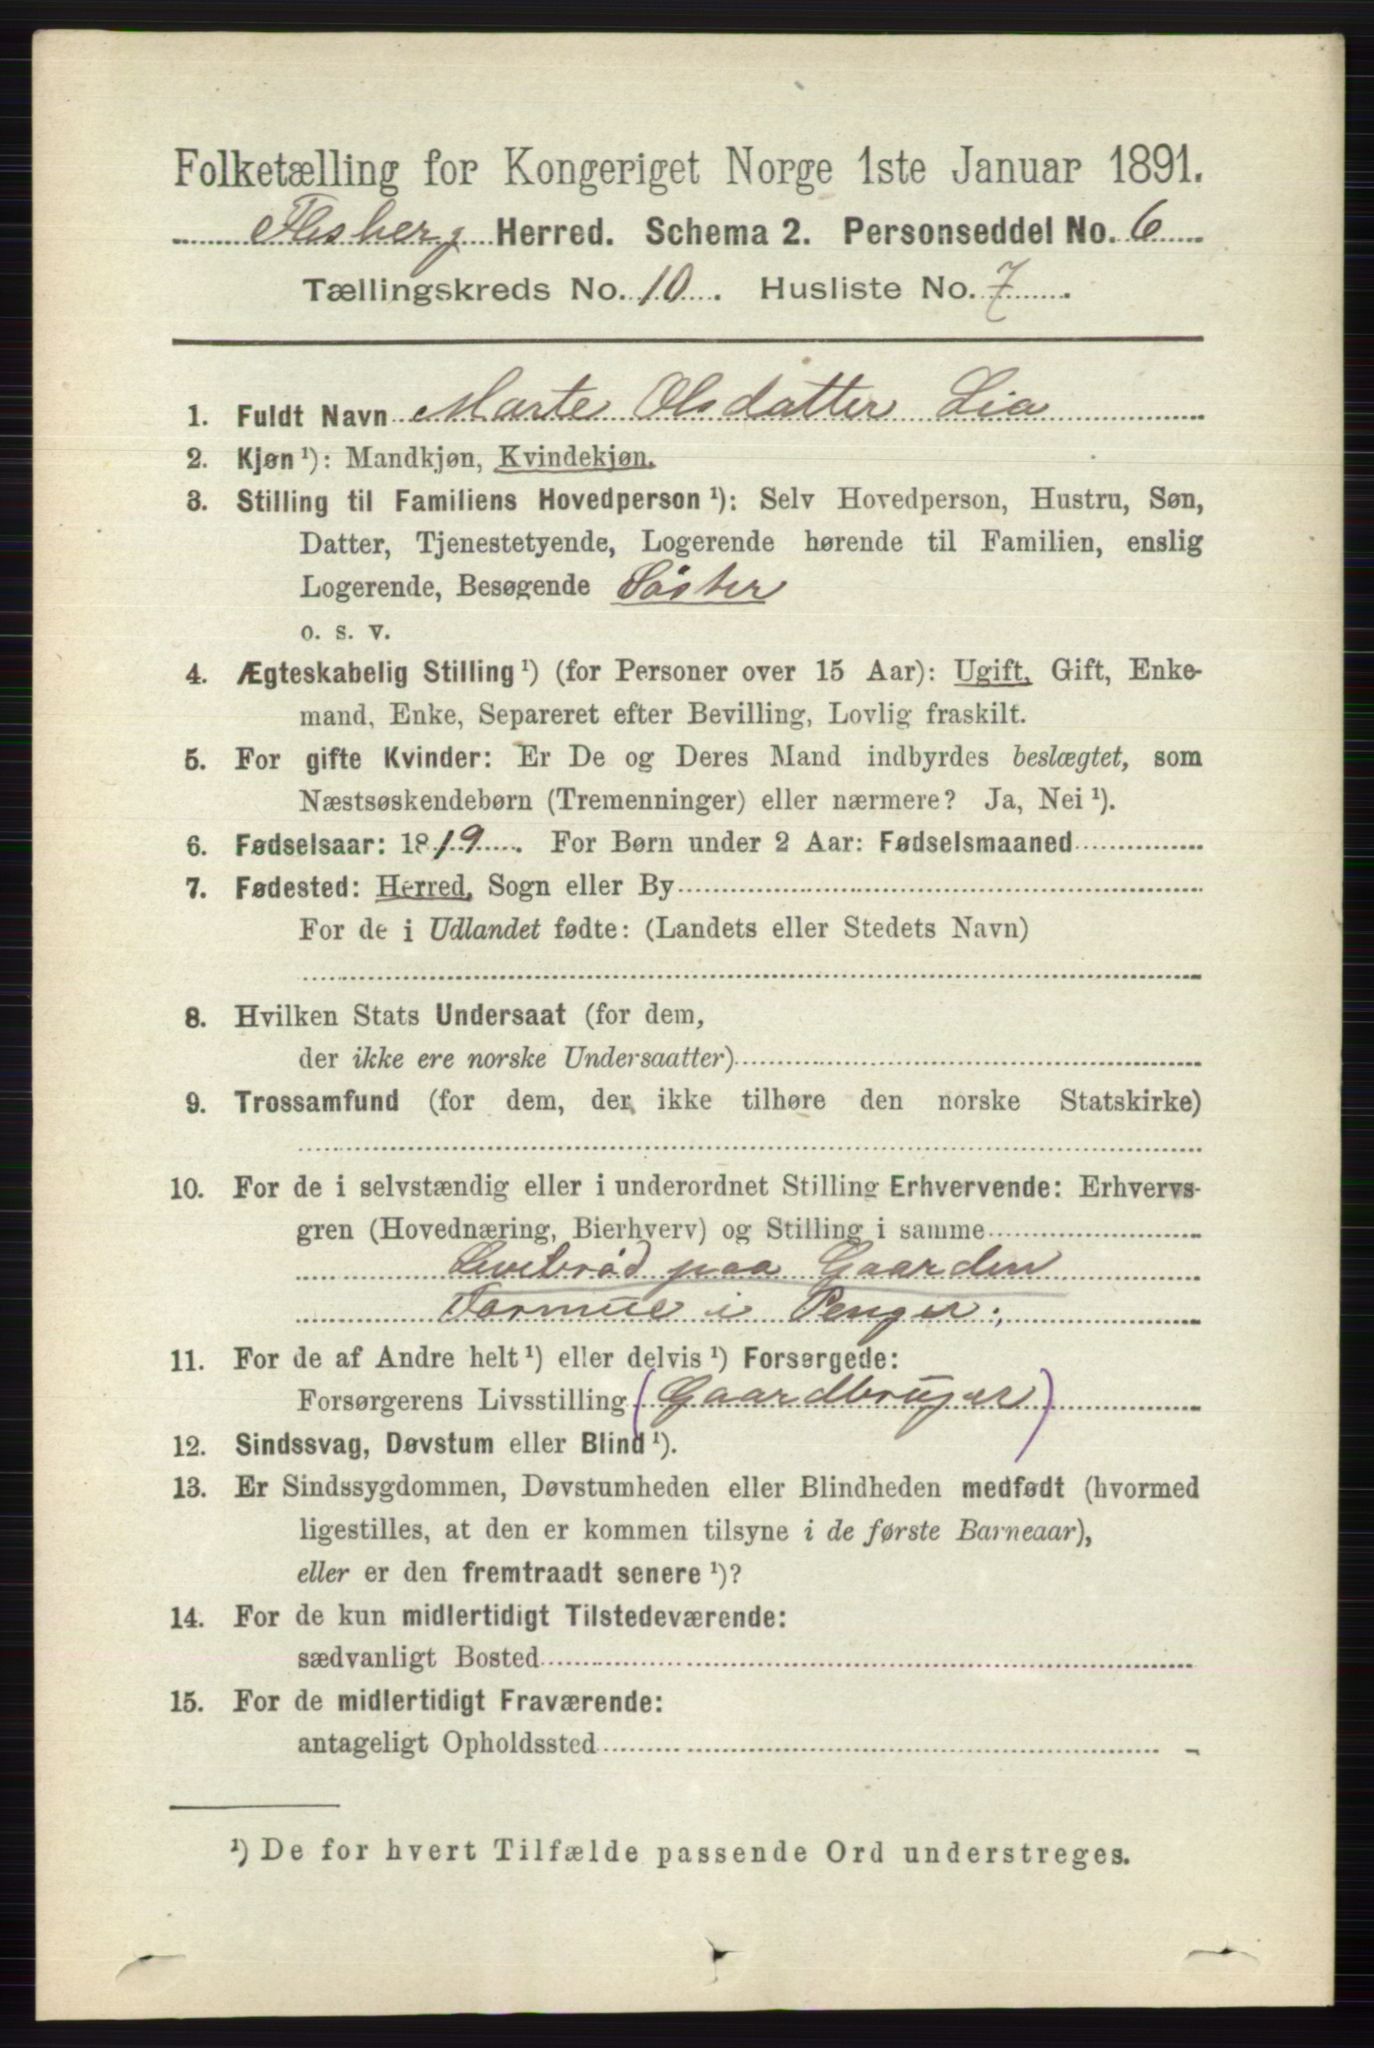 Folketælling for Kongeriget Norge 1ste Januar 1891.
Flesberg Herred. Schema 2. Personseddel No. 6
Tællingskreds No. 10. Husliste No. 7.
1. Fuldt Navn Marte Olsdatter Lia
2. Kjøn ¹): Mandkjøn, Kvindekjøn.
3. Stilling til Familiens Hovedperson ¹): Selv Hovedperson, Hustru, Søn,
Datter, Tjenestetyende, Logerende hørende til Familien, enslig
Logerende, Besøgende Søster
o. s. v.
4. Ægteskabelig Stilling ¹) (for Personer over 15 Aar): Ugift, Gift, Enke-
mand, Enke, Separeret efter Bevilling, Lovlig fraskilt.
5. For gifte Kvinder: Er De og Deres Mand indbyrdes beslægtet, som
Næstsøskendebørn (Tremenninger) eller nærmere? Ja, Nei ¹).
6. Fødselsaar: 1819. For Børn under 2 Aar: Fødselsmaaned
7. Fødested: Herred, Sogn eller By
For de i Udlandet fødte: (Landets eller Stedets Navn)
8. Hvilken Stats Undersaat (for dem,
der ikke ere norske Undersaatter)
9. Trossamfund (for dem, der ikke tilhøre den norske Statskirke)
10. For de i selvstændig eller i underordnet Stilling Erhvervende: Erhvervs-
gren (Hovednæring, Bierhverv) og Stilling i samme
Levebrød paa Gaarden
Formue i Penger.
11. For de af Andre helt ¹) eller delvis ¹) Forsørgede:
Forsørgerens Livsstilling (Gaardbruger)
12. Sindssvag, Døvstum eller Blind ¹).
13. Er Sindssygdommen, Døvstumheden eller Blindheden medfødt (hvormed
ligestilles, at den er kommen tilsyne i de første Barneaar),
eller er den fremtraadt senere ¹)?
14. For de kun midlertidigt Tilstedeværende:
sædvanligt Bosted
15. For de midlertidigt Fraværende:
antageligt Opholdssted
¹) De for hvert Tilfælde passende Ord understreges.